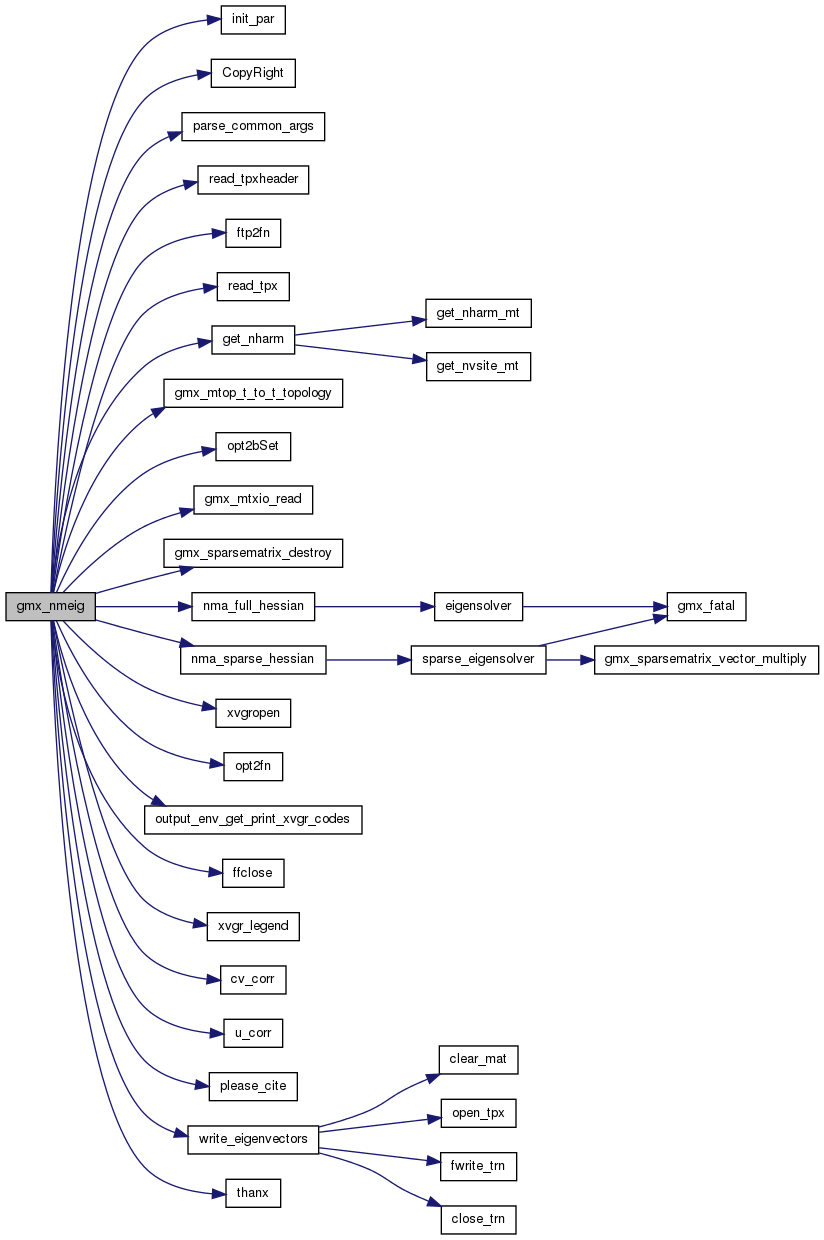 init_par
CopyRight
parse_common_args
read_tpxheader
ftp2fn
read_tpx
get_nharm_mt
get_nharm
get_nvsite_mt
gmx_mtop_t_to_t_topology
opt2bSet
gmx_mtxio_read
gmx_sparsematrix_destroy
gmx_nmeig
nma_full_hessian
eigensolver
gmx_fatal
nma_sparse_hessian
sparse_eigensolver
gmx_sparsematrix_vector_multiply
xvgropen
opt2fn
output_env_get_print_xvgr_codes
ffclose
xvgr_legend
cv_corr
u_corr
clear_mat
please_cite
open_tpx
write_eigenvectors
fwrite_trn
thanx
close_trn